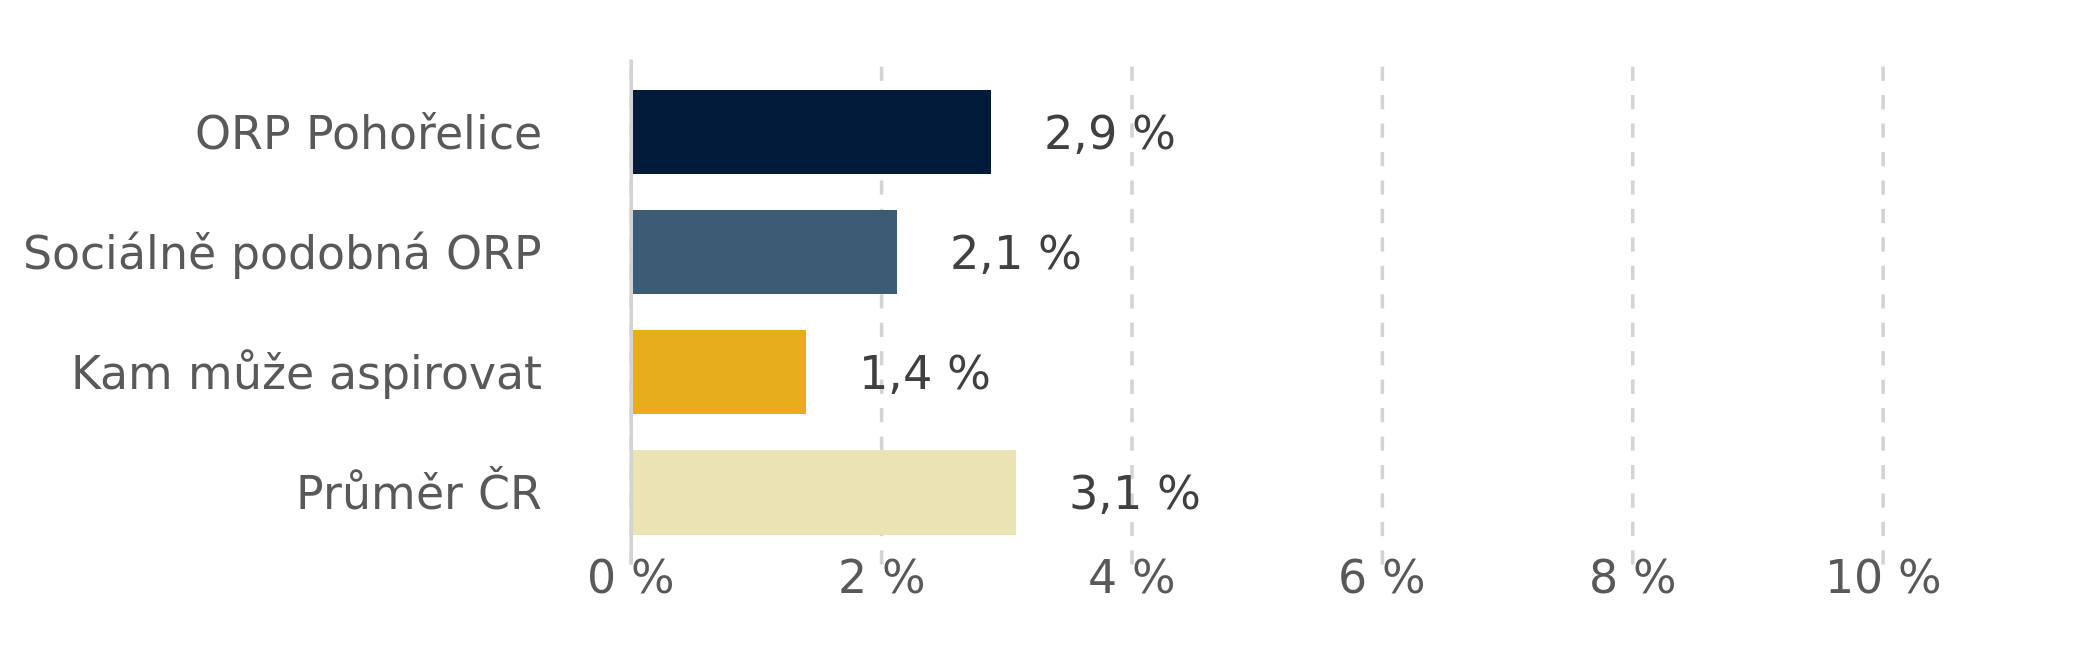 ORP Pohořelice 2,9 %
Sociálně podobná ORP 2,1 %
Kam může aspirovat 1,4 %
Průměr ČR 3,1 %
0 % 2 % 4 % 6 % 8 % 10 %